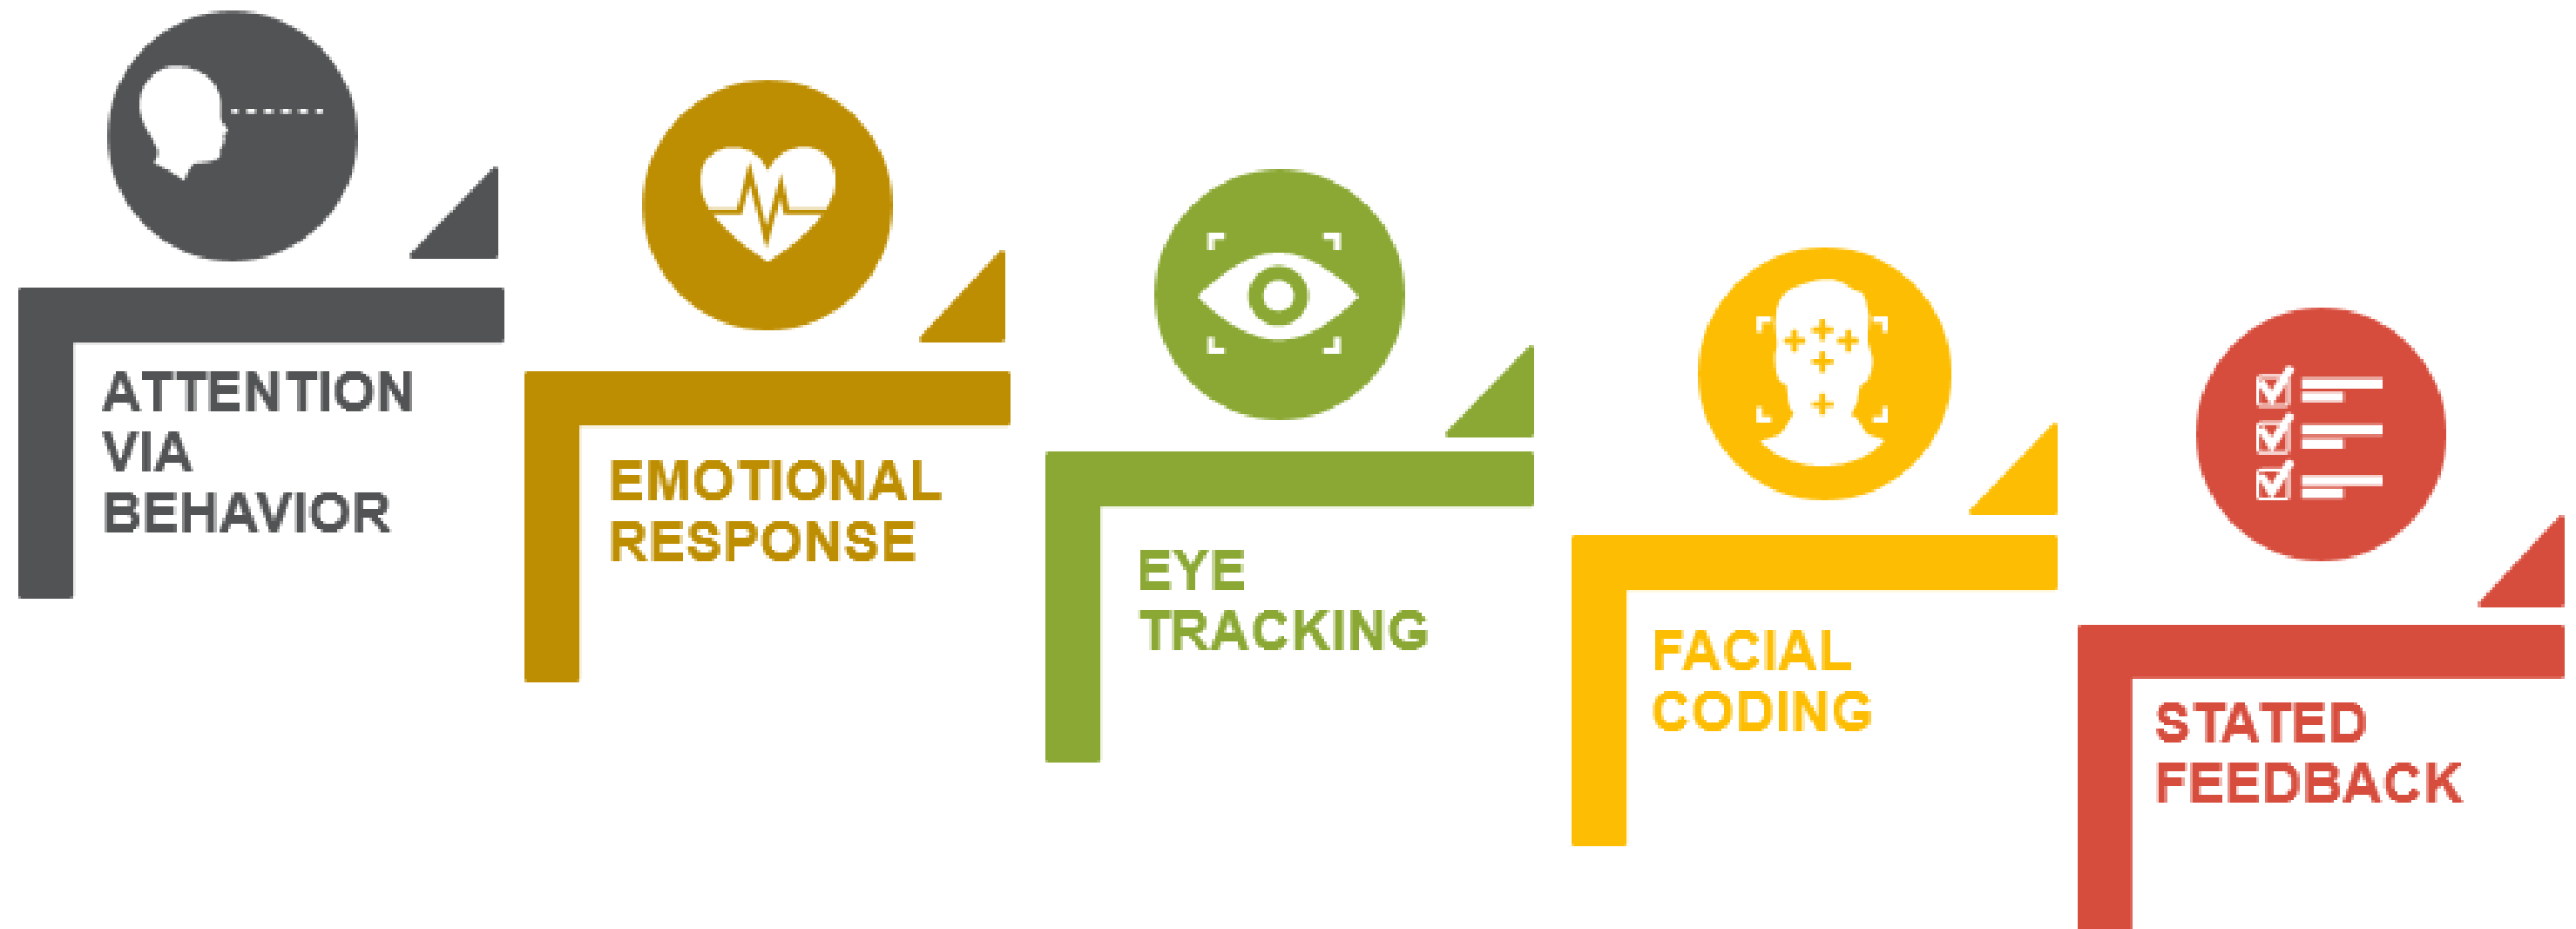 ATTENTION
VIA
BEHAVIOR
EMOTIONAL
RESPONSE
EYE
TRACKING
FACIAL
CODING
STATED
FEEDBACK